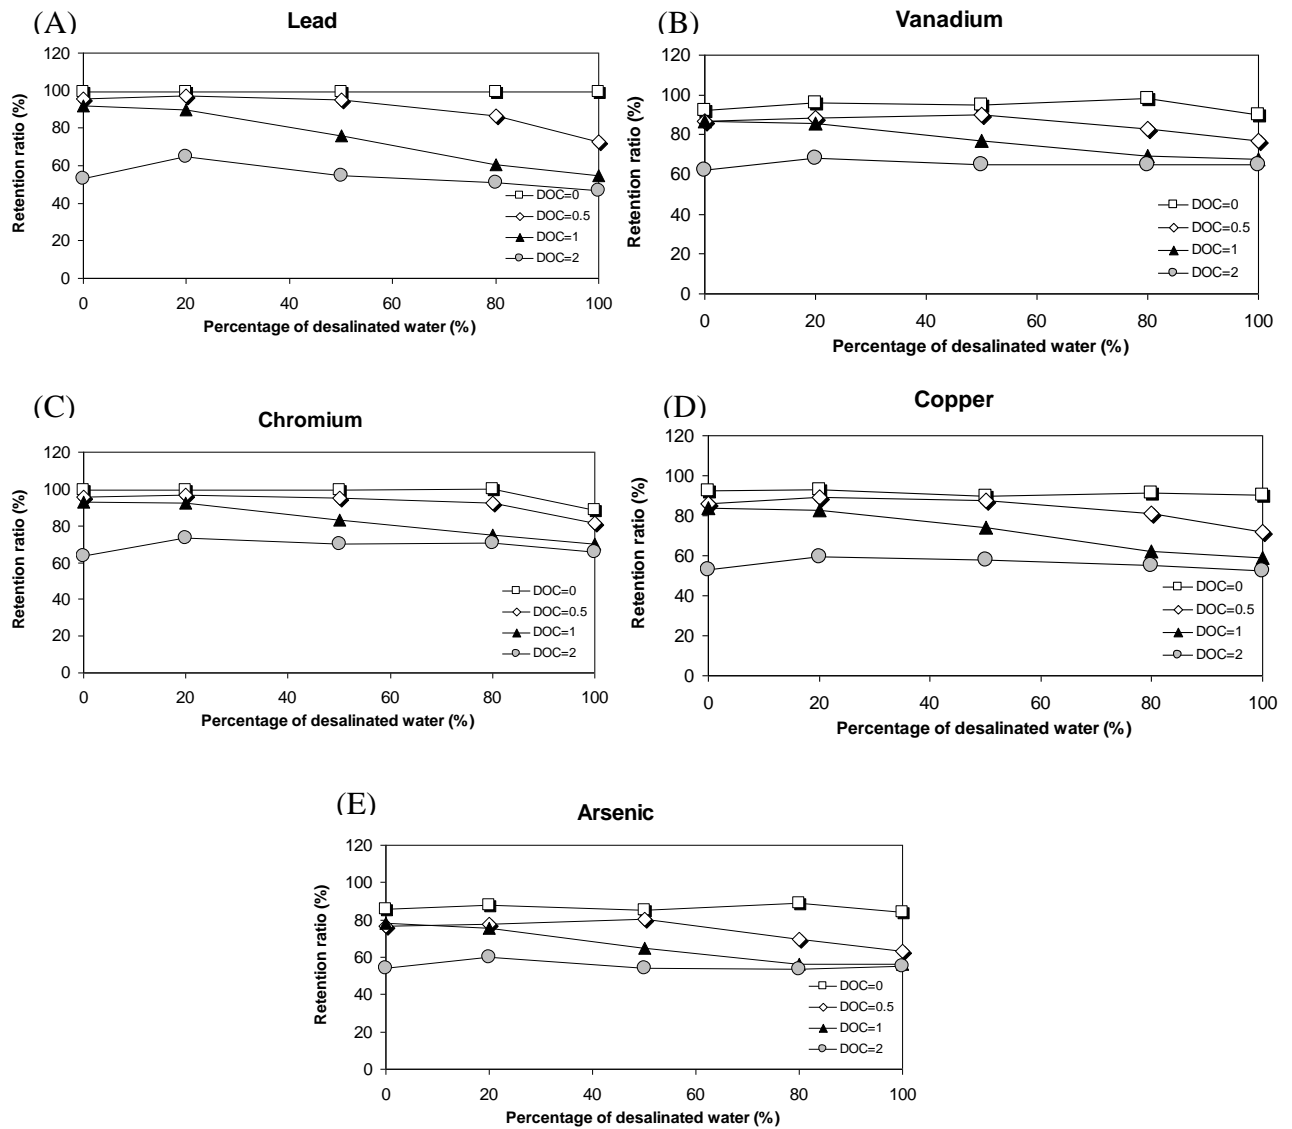 (A)
Lead
120
100
80
60
40
20
0
Retention ratio (%)
0 20 40 60 80 100
Percentage of desalinated water (%)
DOC=0
DOC=0.5
DOC=1
DOC=2
(B)
Vanadium
120
100
80
60
40
20
0
Retention ratio (%)
0 20 40 60 80 100
Percentage of desalinated water (%)
DOC=0
DOC=0.5
DOC=1
DOC=2
(C)
Chromium
120
100
80
60
40
20
0
Retention ratio (%)
0 20 40 60 80 100
Percentage of desalinated water (%)
DOC=0
DOC=0.5
DOC=1
DOC=2
(D)
Copper
120
100
80
60
40
20
0
Retention ratio (%)
0 20 40 60 80 100
Percentage of desalinated water (%)
DOC=0
DOC=0.5
DOC=1
DOC=2
(E)
Arsenic
120
100
80
60
40
20
0
Retention ratio (%)
0 20 40 60 80 100
Percentage of desalinated water (%)
DOC=0
DOC=0.5
DOC=1
DOC=2